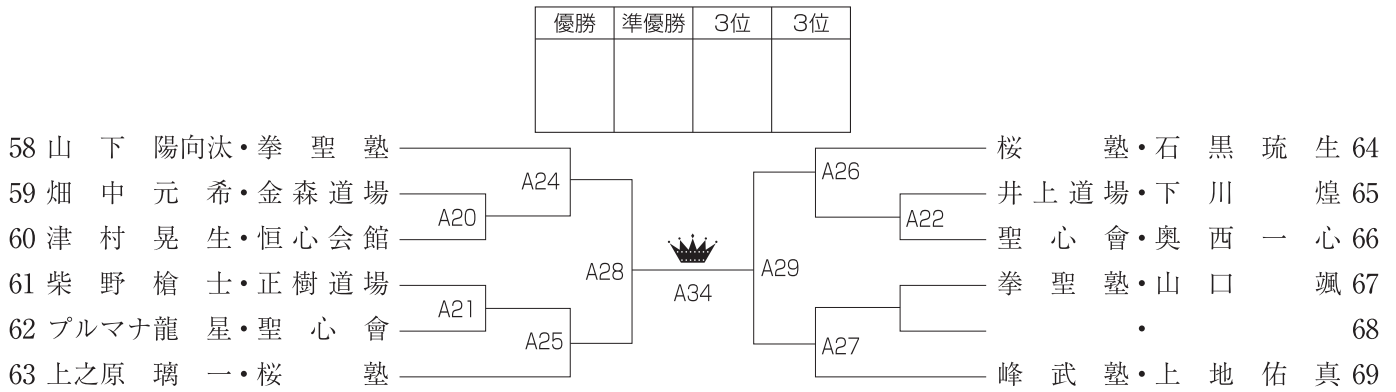 優勝 準優勝 3位 3位
58 山下 陽向汰・拳聖塾
59 畑中元希・金森道場
60 津村晃生・恒心会館
61 柴野槍士・正樹道場
62 プルマナ龍星・聖心會
63 上之原璃一・桜塾
A24
A20
A28
A21
A25
A34
A26
A22
A29
A27
桜塾・石黒琉生 64
井上道場・下川煌 65
聖心會・奥西一心 66
拳聖塾・山口颯 67
・ 68
峰武塾・上地佑真 69